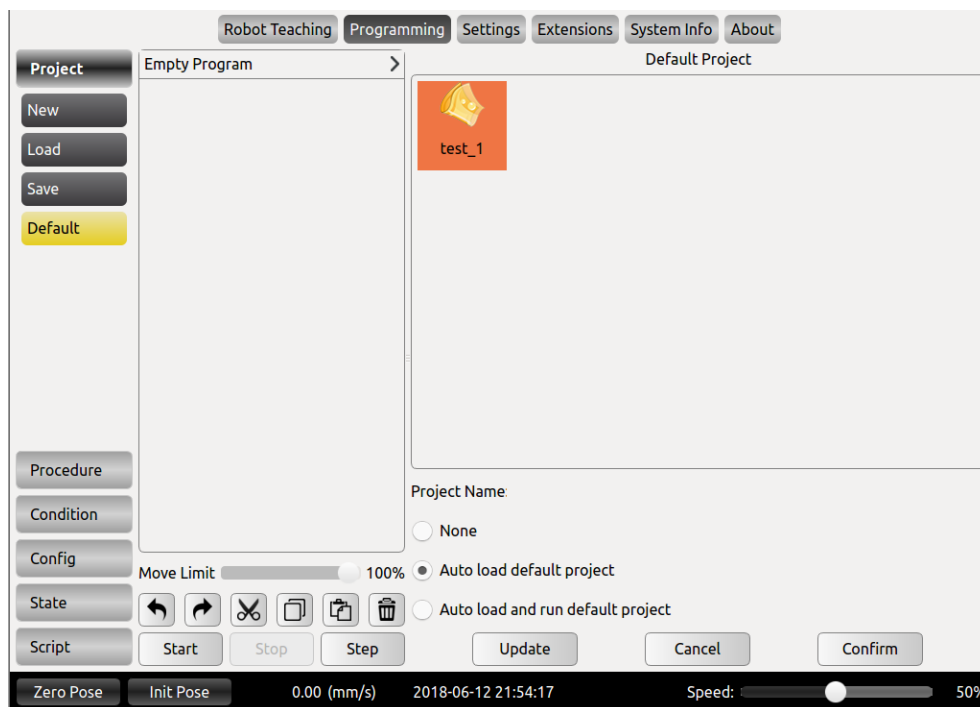 Robot Teaching Programming Settings Extensions System Info About
Project
New
Load
Save
Default
Procedure
Condition
Config
State
Script
Empty Program
Move Limit 100%
Start Stop Step
Default Project
test_1
Project Name:
None
Auto load default project
Auto load and run default project
Update Cancel Confirm
Zero Pose Init Pose 0.00 (mm/s) 2018-06-12 21:54:17 Speed: 50%